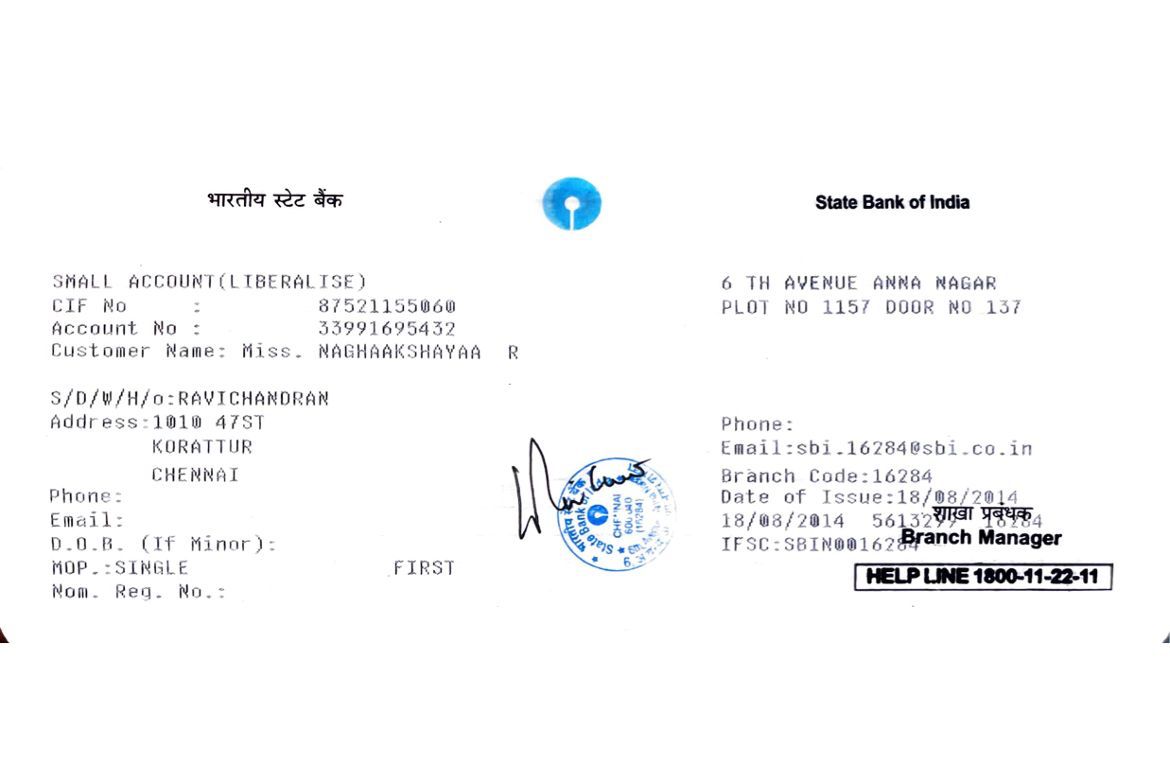 भारतीय स्टेट बैंक
State Bank of India
SMALL ACCOUNT(LIBERALISE)
CIF No : 87521155060
Account No : 33991695432
Customer Name: Miss. NAGHAAKSHAYAA R
S/D/W/H/o:RAVICHANDRAN
Address:1010 47ST
KORATTUR
CHENNAI
Phone:
Email:
D.O.B. (If Minor):
MOP.:SINGLE FIRST
Nom. Reg. No.:
भारतीय स्टेट बैंक
State Bank of
CHENNAI
(16284)
6 TH AVENUE ANNA NAGAR
PLOT NO 1157 DOOR NO 137
Phone:
Email:sbi.16284@sbi.co.in
Branch Code:16284
Date of Issue:18/08/2014
18/08/2014 16284
शाखा प्रबंधक
IFSC:SBIN0016284
Branch Manager
HELP LINE 1800-11-22-11